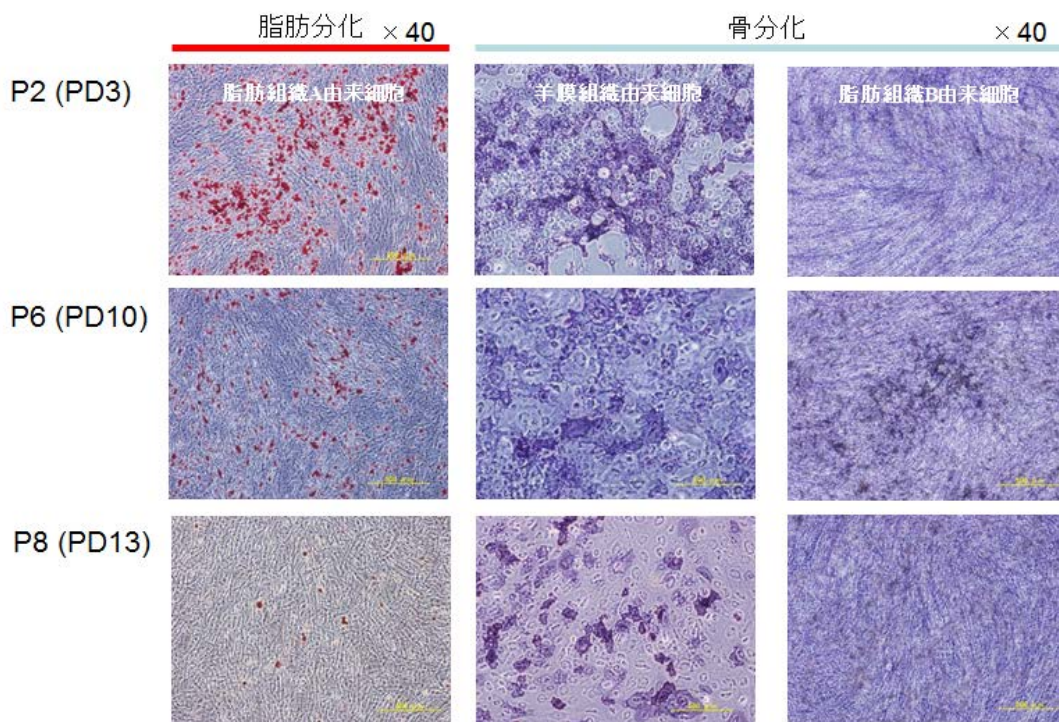 脂肪分化 × 40
骨分化 × 40
P2 (PD3)
脂肪組織A由来細胞
羊膜組織由来細胞
脂肪組織B由来細胞
P6 (PD10)
P8 (PD13)